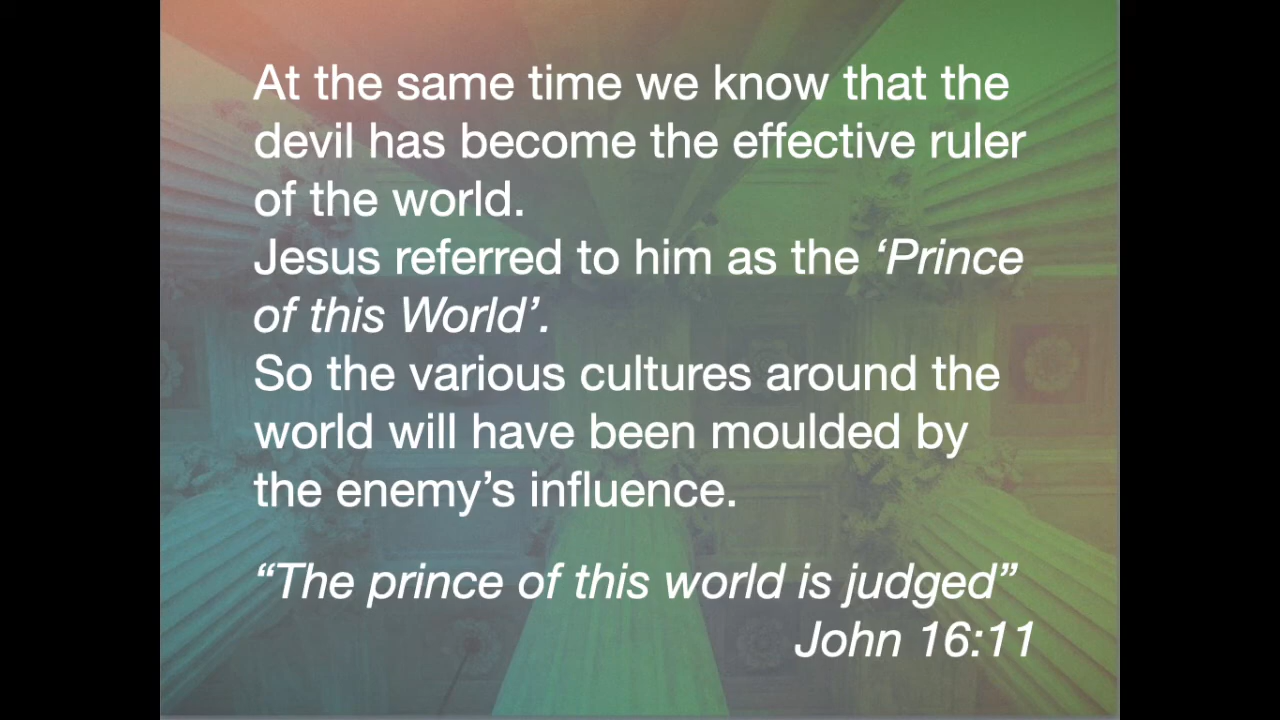 At the same time we know that the
devil has become the effective ruler
of the world.
Jesus referred to him as the ‘Prince
of this World’.
So the various cultures around the
world will have been moulded by
the enemy’s influence.
“The prince of this world is judged”
John 16:11